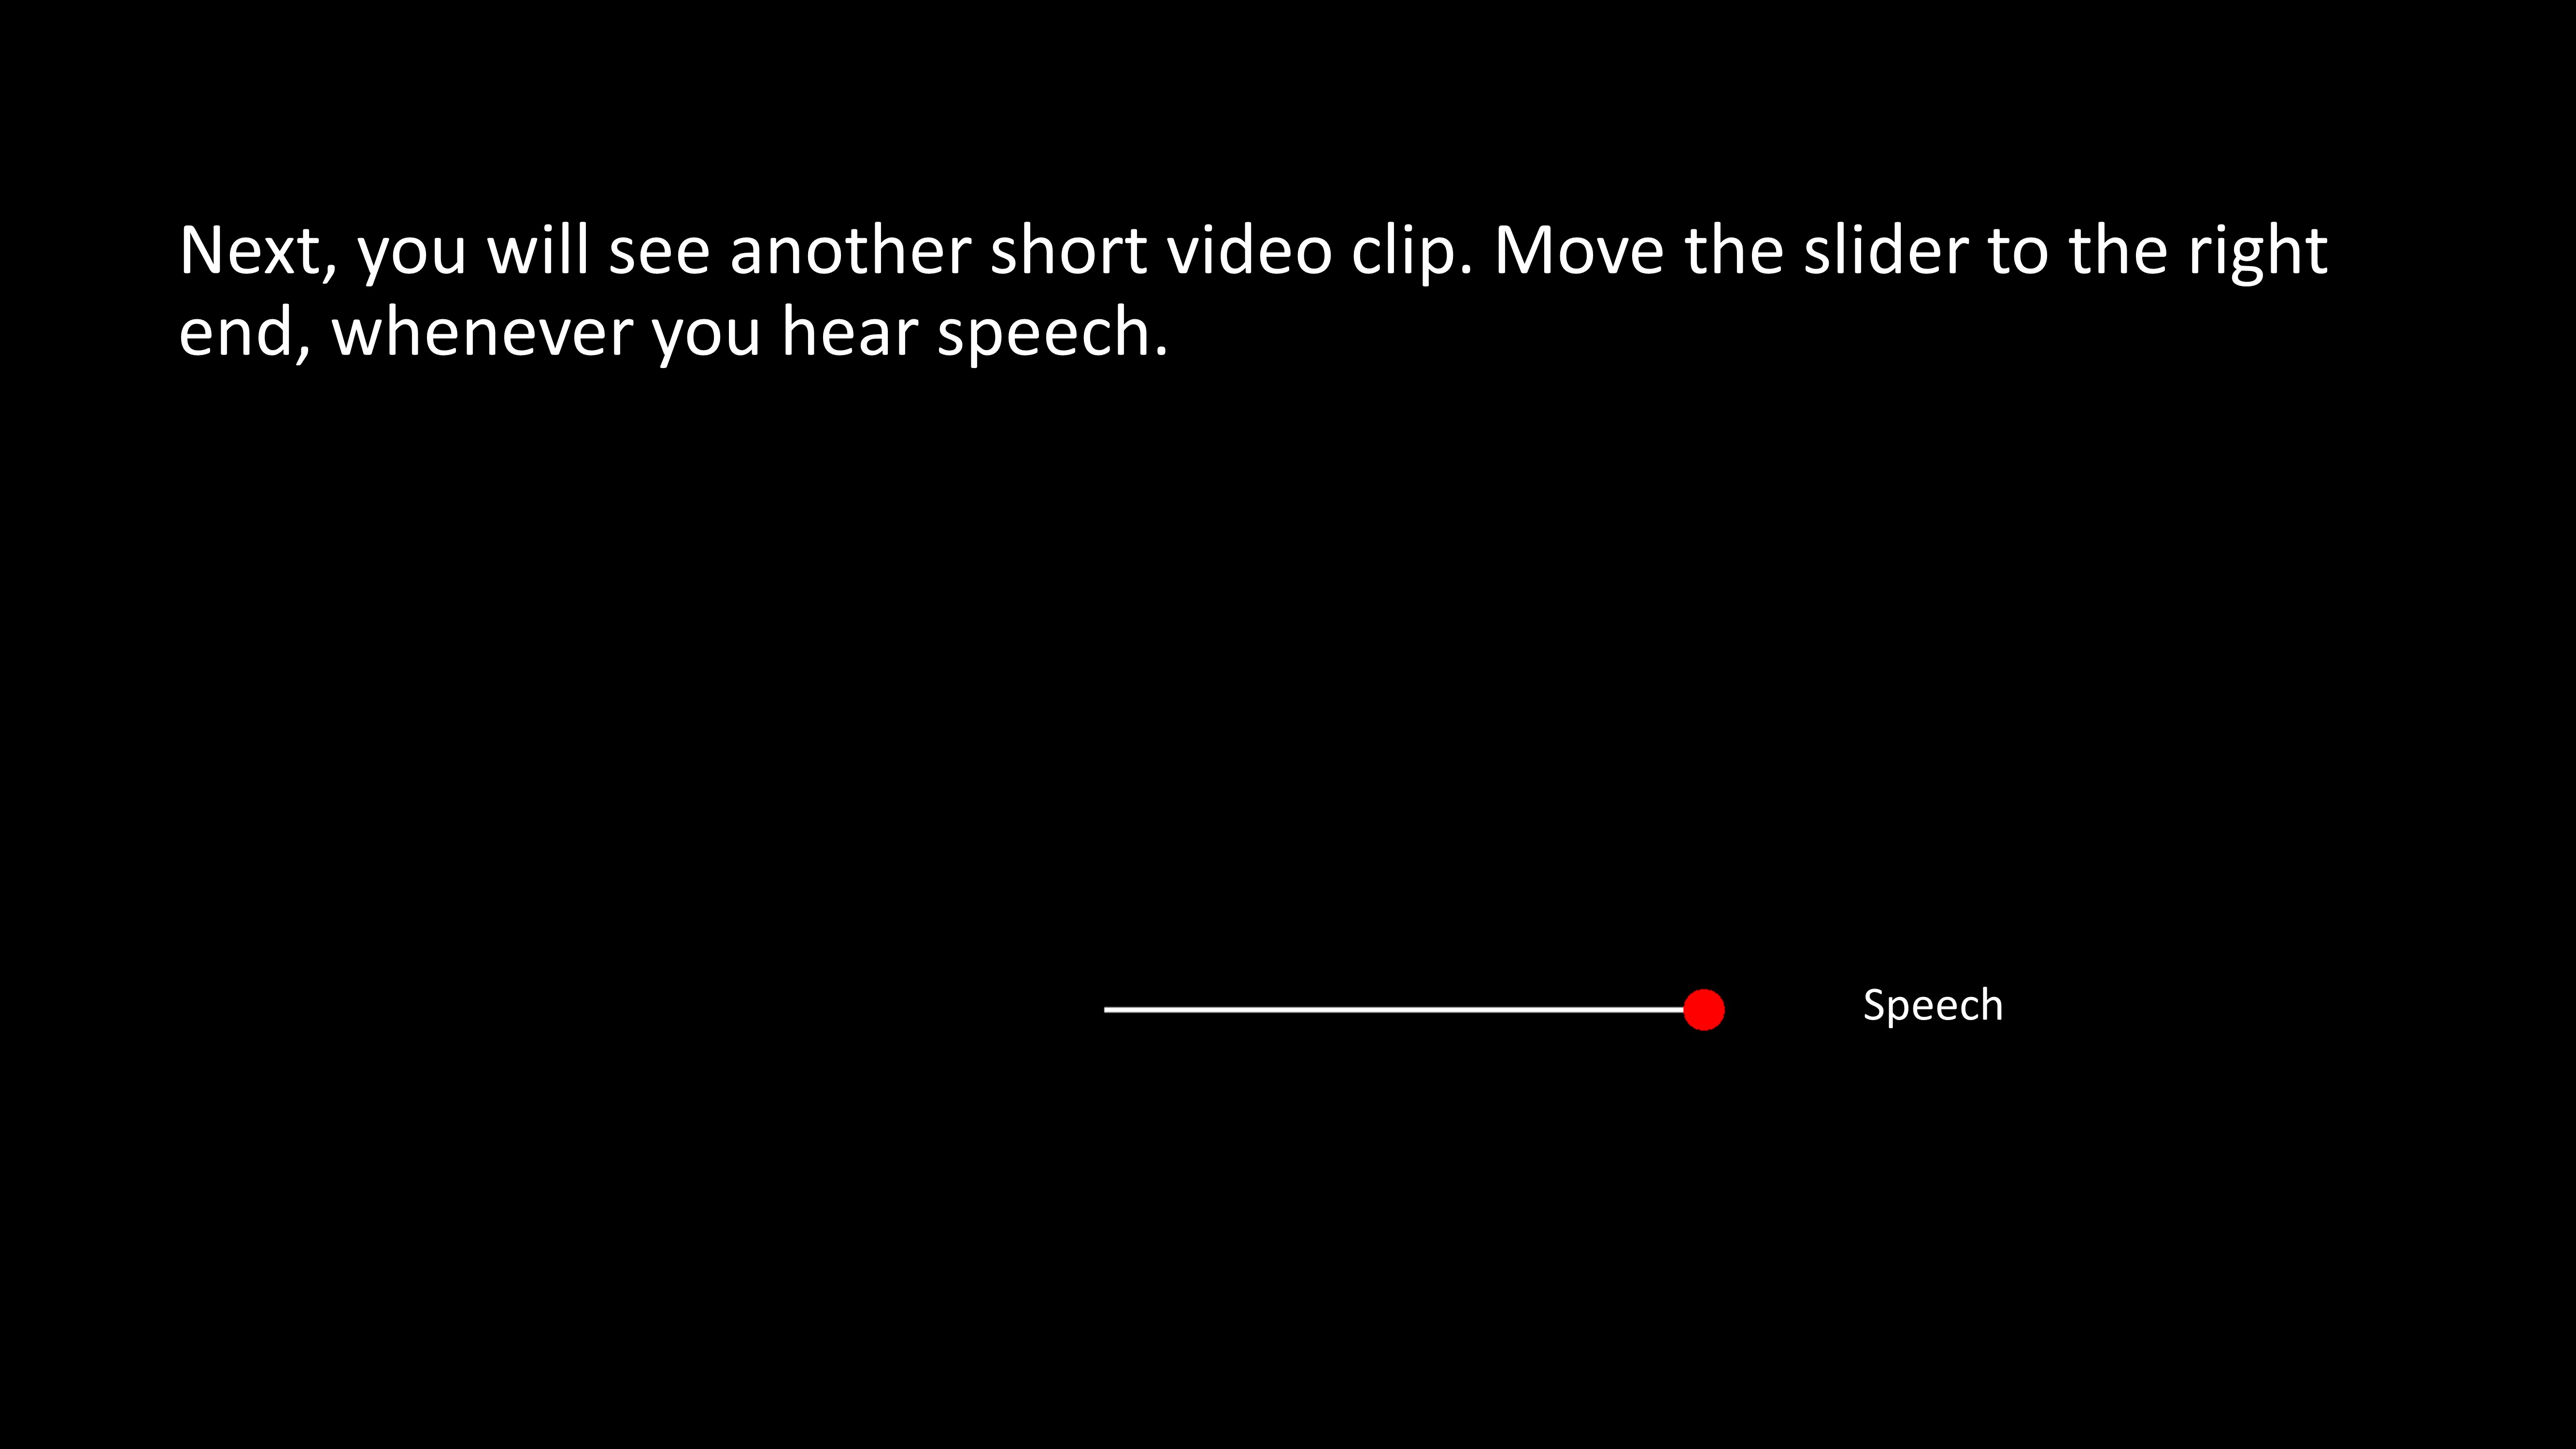 Next, you will see another short video clip. Move the slider to the right
end, whenever you hear speech.
Speech